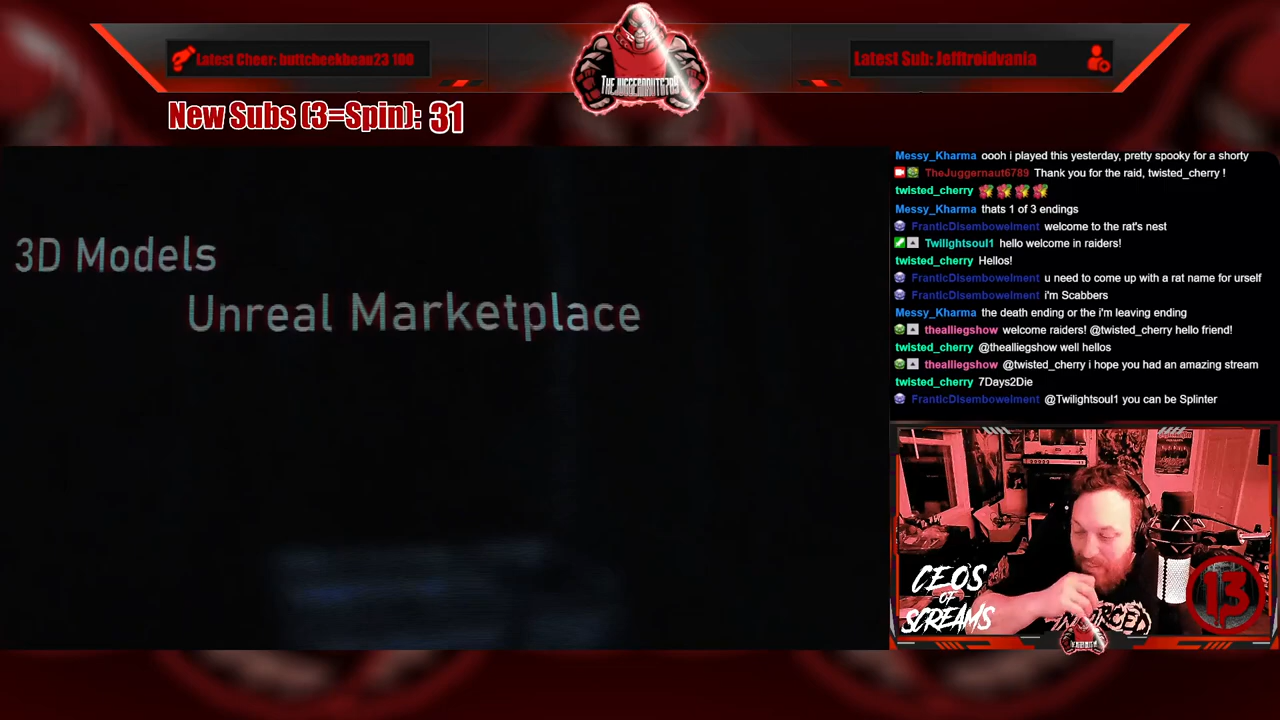 Latest Cheer: buttcheekbeau23 100
THEJUGGERNAUT6789
Latest Sub: Jefftroidvania
New Subs (3=Spin): 31
3D Models
Unreal Marketplace
Messy_Kharma oooh i played this yesterday, pretty spooky for a shorty
TheJuggernaut6789 Thank you for the raid, twisted_cherry !
twisted_cherry
Messy_Kharma thats 1 of 3 endings
FranticDisembowelment welcome to the rat's nest
Twilightsoul1 hello welcome in raiders!
twisted_cherry Hellos!
FranticDisembowelment u need to come up with a rat name for urself
FranticDisembowelment i'm Scabbers
Messy_Kharma the death ending or the i'm leaving ending
thealliegshow welcome raiders! @twisted_cherry hello friend!
twisted_cherry @thealliegshow well hellos
thealliegshow @twisted_cherry i hope you had an amazing stream
twisted_cherry 7Days2Die
FranticDisembowelment @Twilightsoul1 you can be Splinter
CEOS
OF
SCREAMS
13